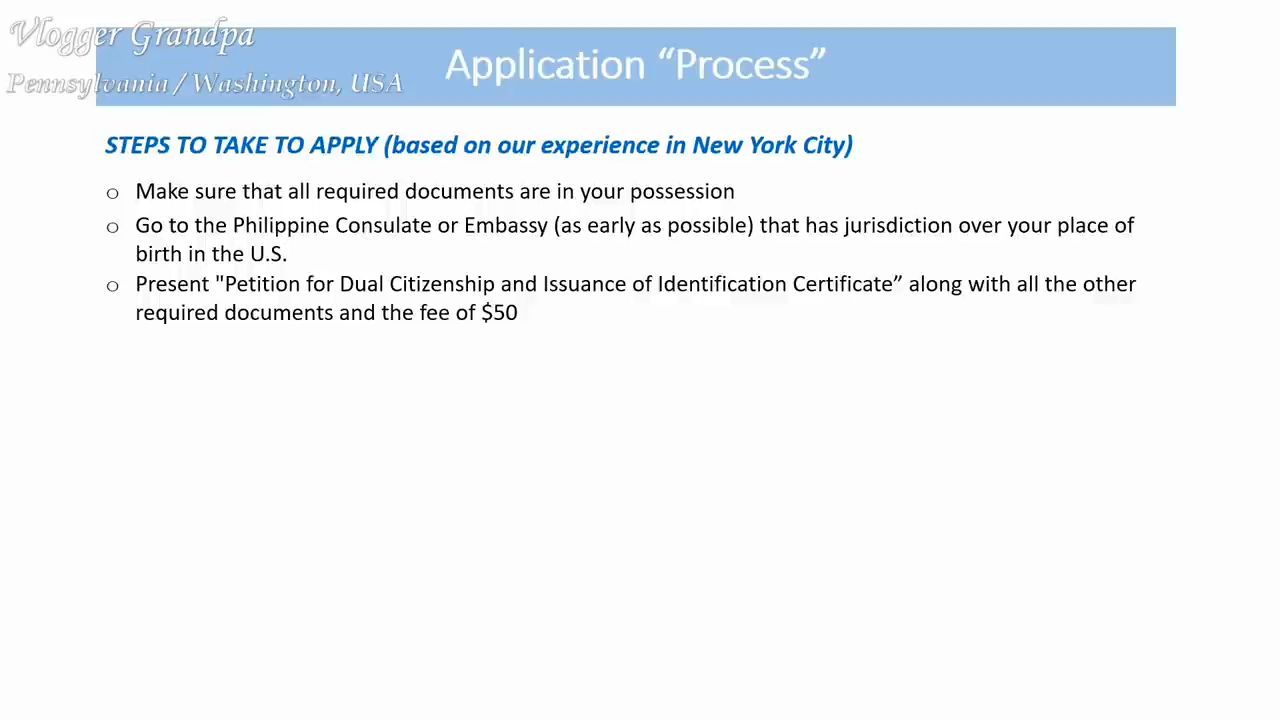 Vlogger Grandpa
Pennsylvania / Washington, USA
Application “Process”
STEPS TO TAKE TO APPLY (based on our experience in New York City)
o Make sure that all required documents are in your possession
o Go to the Philippine Consulate or Embassy (as early as possible) that has jurisdiction over your place of
birth in the U.S.
o Present "Petition for Dual Citizenship and Issuance of Identification Certificate” along with all the other
required documents and the fee of $50